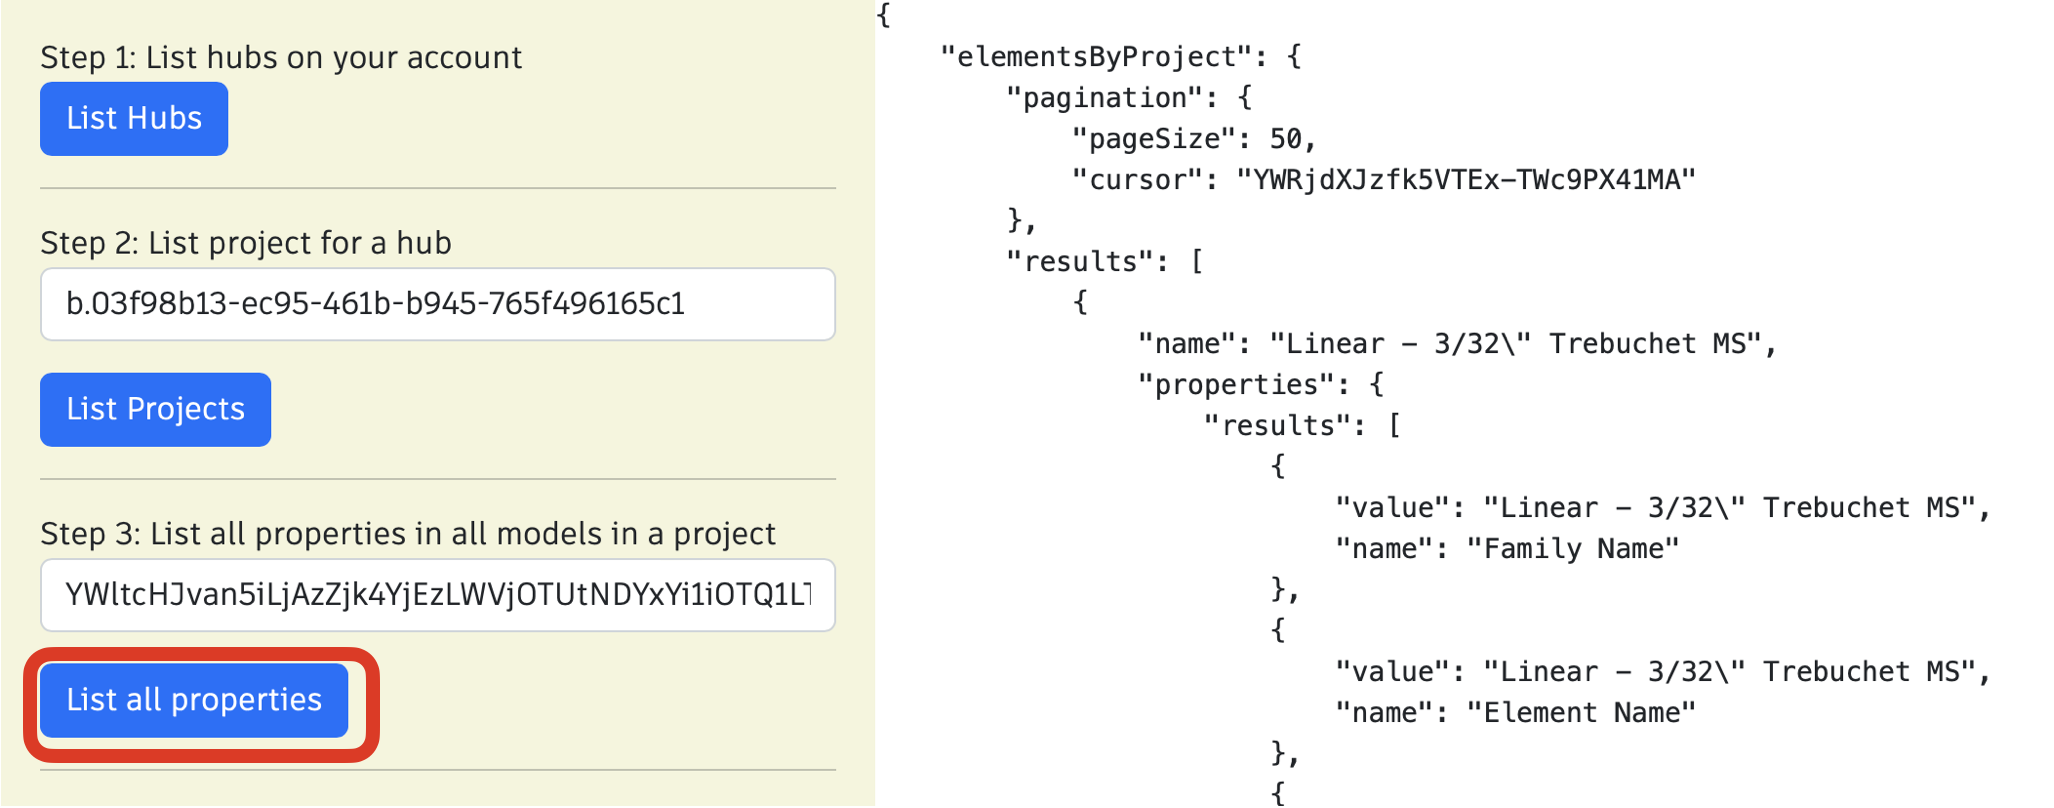 Step 1: List hubs on your account
List Hubs
Step 2: List project for a hub
b.03f98b13-ec95-461b-b945-765f496165c1
List Projects
Step 3: List all properties in all models in a project
YWltcHJvan5iLjAzZjk4YjEzLWVjOTUtNDYxYi1iOTQ1LT
List all properties
{
"elementsByProject": {
"pagination": {
"pageSize": 50,
"cursor": "YWRjdXJzfk5VTEx-TWc9PX41MA"
},
"results": [
{
"name": "Linear - 3/32\" Trebuchet MS",
"properties": {
"results": [
{
"value": "Linear - 3/32\" Trebuchet MS",
"name": "Family Name"
},
{
"value": "Linear - 3/32\" Trebuchet MS",
"name": "Element Name"
},
{